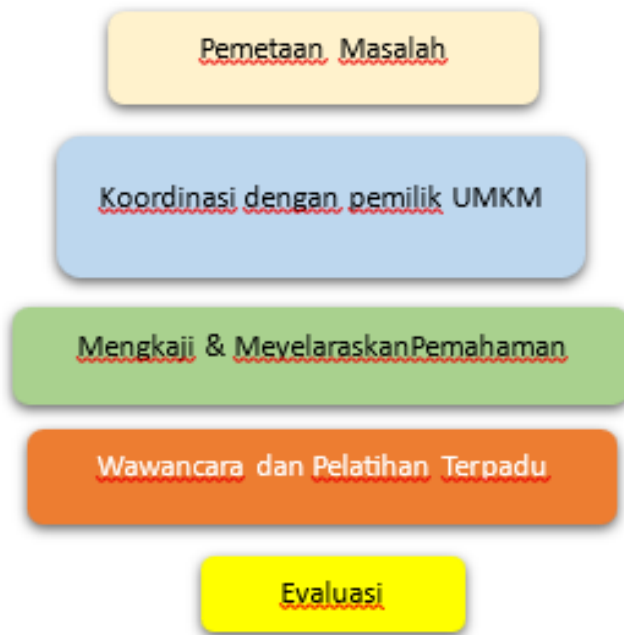 Pemetaan Masalah
Koordinasi dengan pemilik UMKM
Mengkaji & MeyelaraskanPemahaman
Wawancara dan Pelatihan Terpadu
Evaluasi